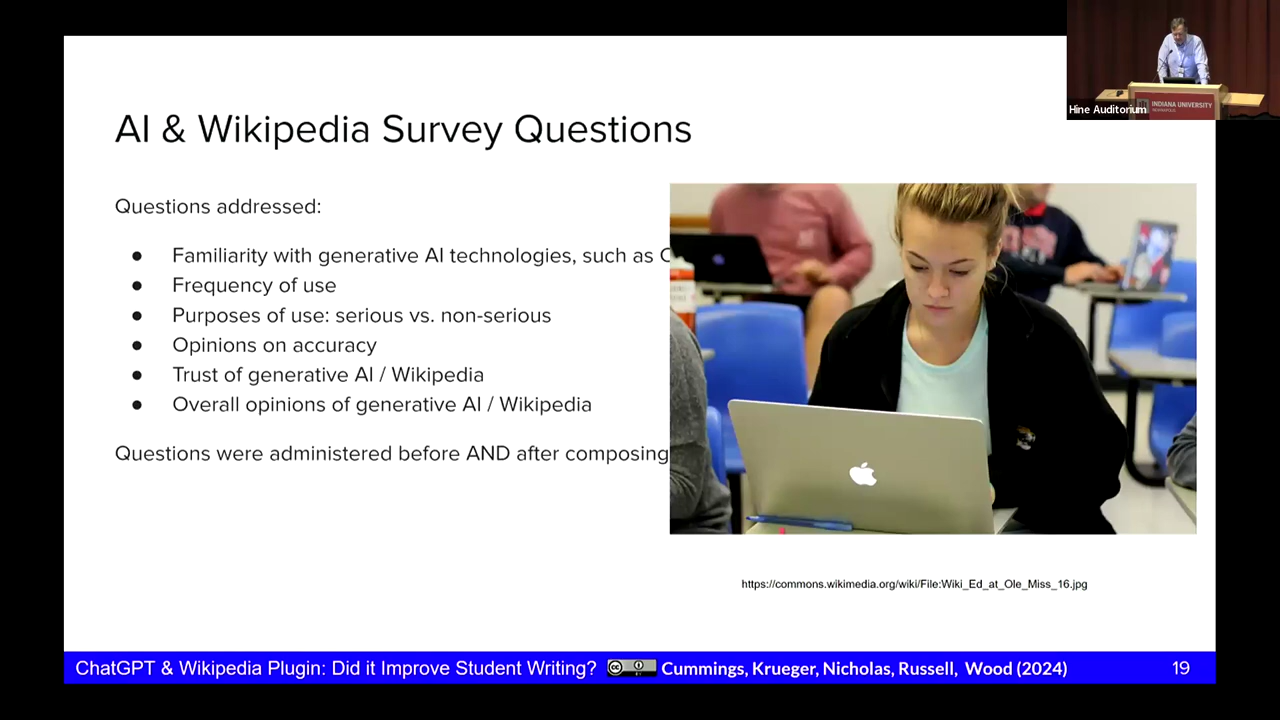 AI & Wikipedia Survey Questions
Questions addressed:
● Familiarity with generative AI technologies, such as
● Frequency of use
● Purposes of use: serious vs. non-serious
● Opinions on accuracy
● Trust of generative AI / Wikipedia
● Overall opinions of generative AI / Wikipedia
Questions were administered before AND after composing
https://commons.wikimedia.org/wiki/File:Wiki_Ed_at_Ole_Miss_16.jpg
ChatGPT & Wikipedia Plugin: Did it Improve Student Writing? Cummings, Krueger, Nicholas, Russell, Wood (2024) 19
Hine Auditorium
INDIANA UNIVERSITY